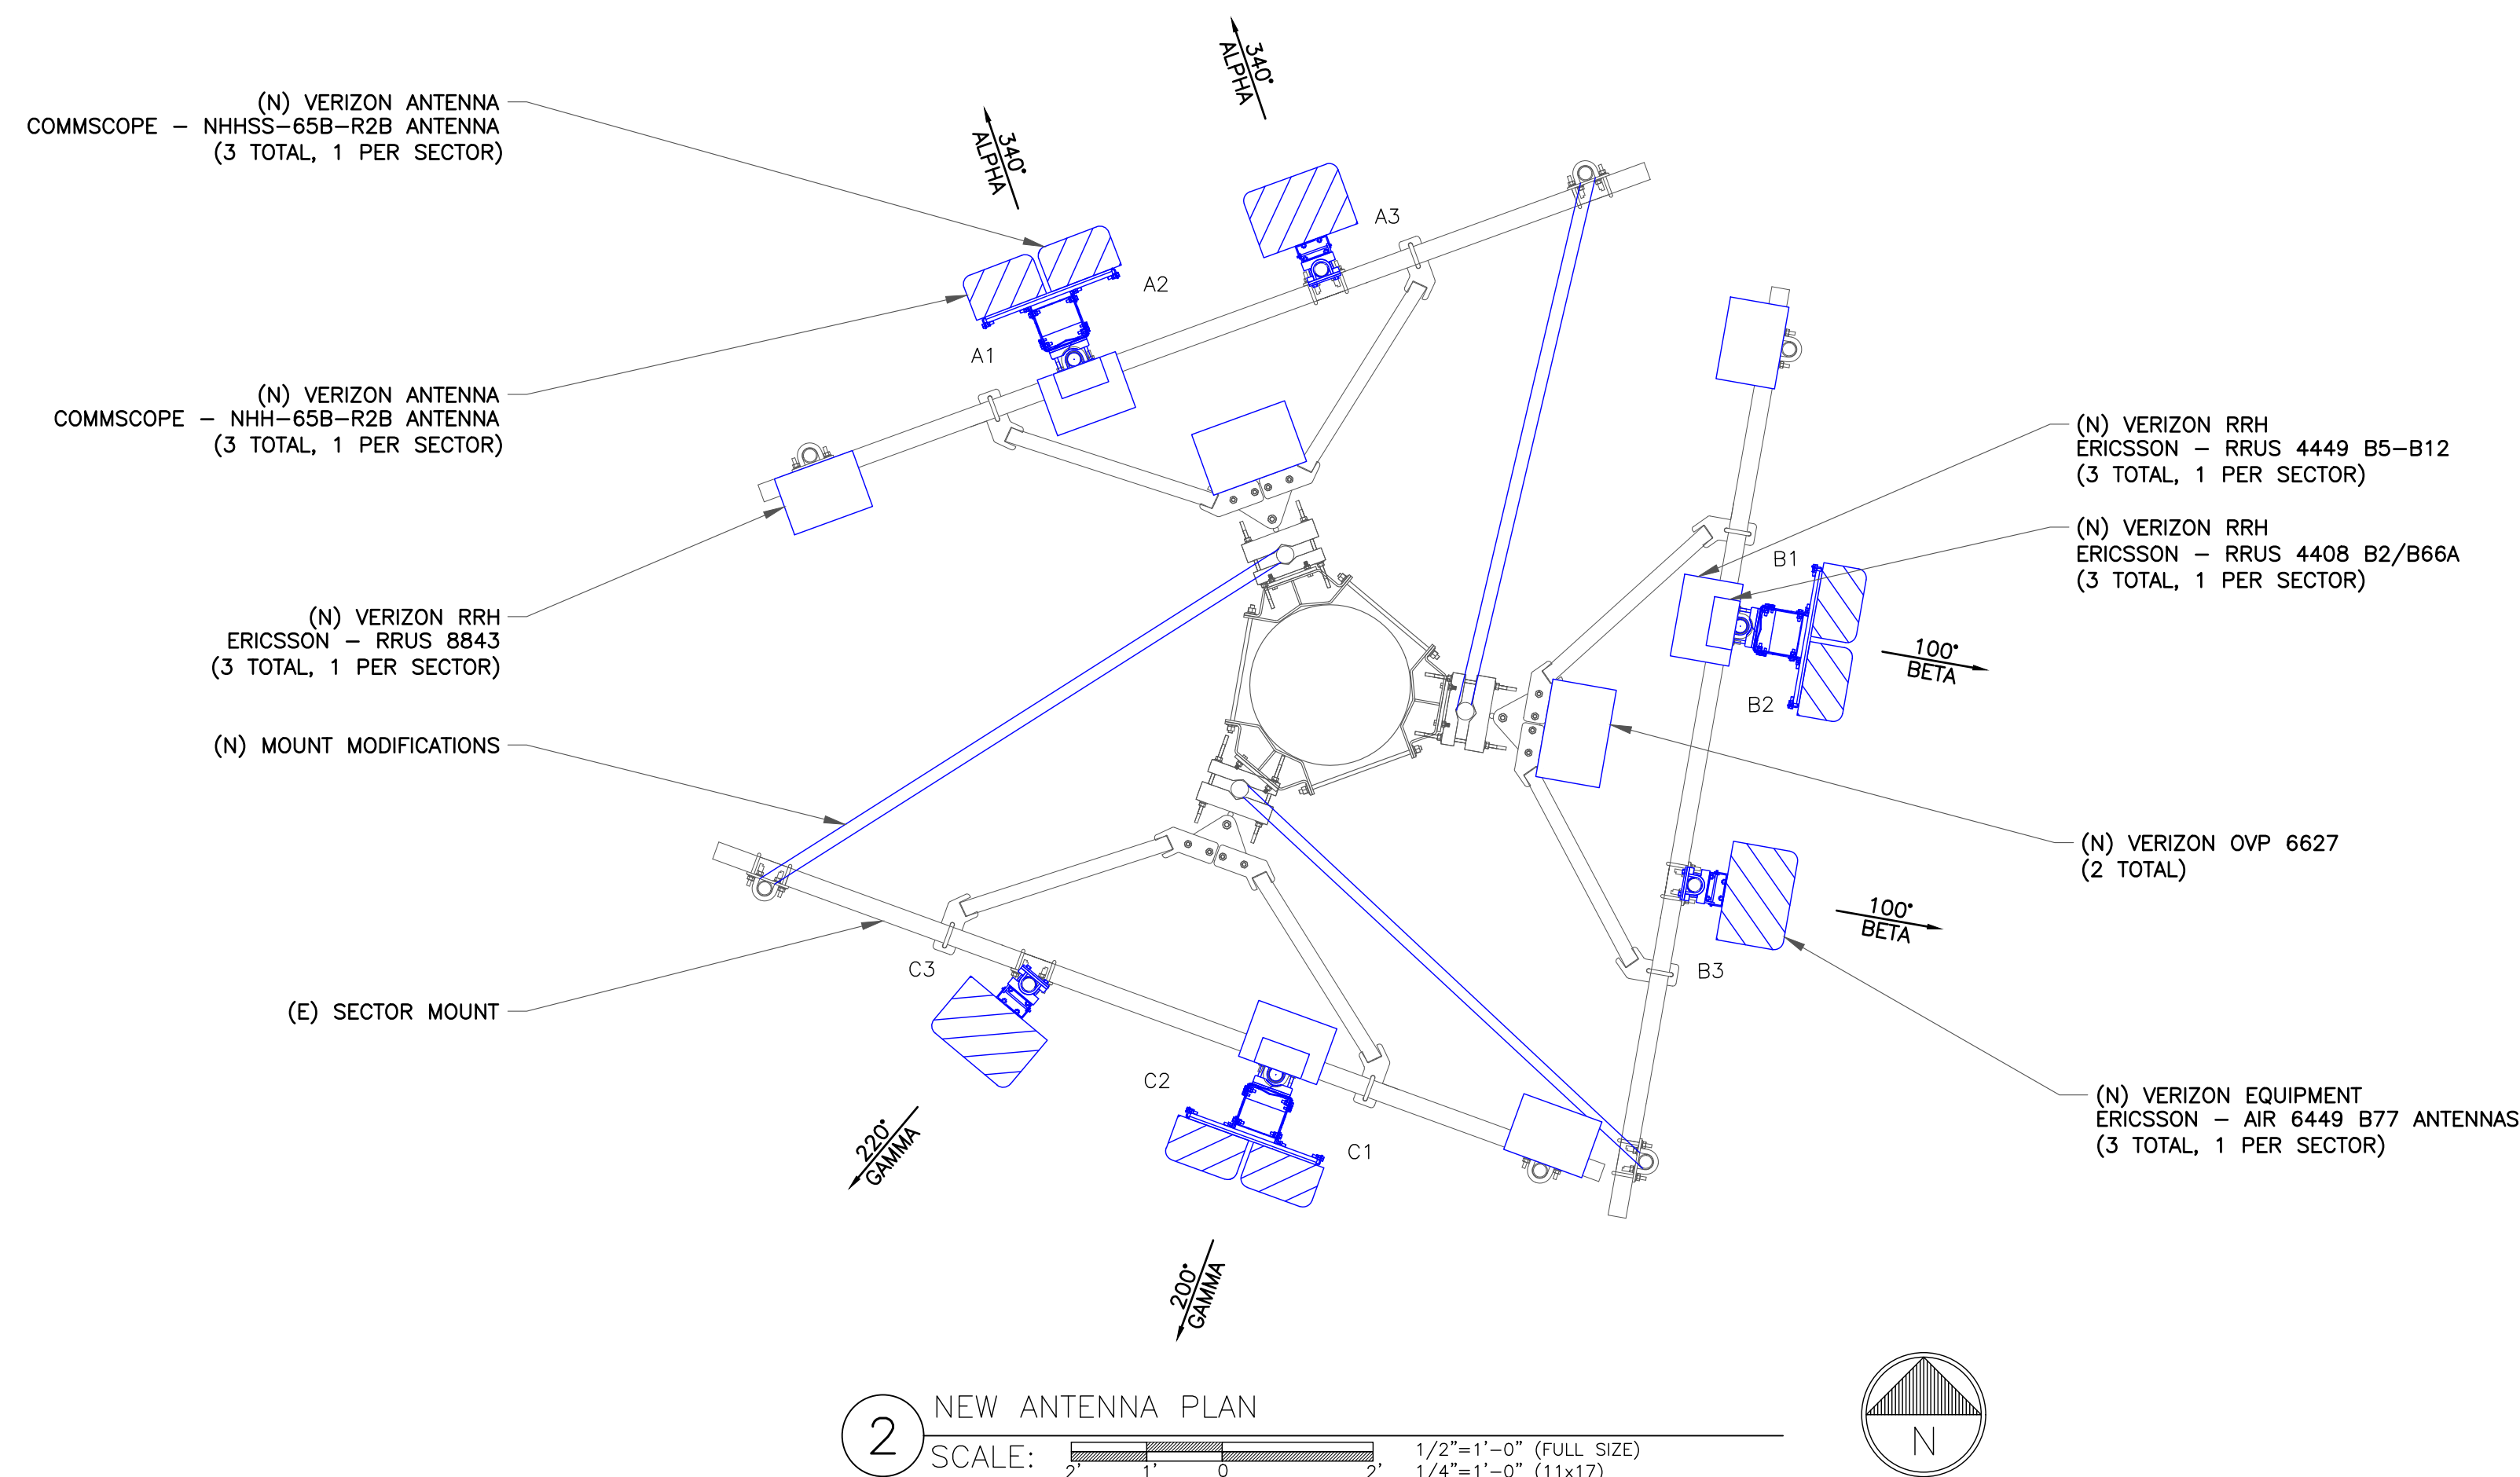 340°
ALPHA
340°
ALPHA
(N) VERIZON ANTENNA
COMMSCOPE – NHHSS-65B-R2B ANTENNA
(3 TOTAL, 1 PER SECTOR)
A3
A2
A1
(N) VERIZON ANTENNA
COMMSCOPE – NHH-65B-R2B ANTENNA
(3 TOTAL, 1 PER SECTOR)
(N) VERIZON RRH
ERICSSON – RRUS 4449 B5-B12
(3 TOTAL, 1 PER SECTOR)
(N) VERIZON RRH
ERICSSON – RRUS 4408 B2/B66A
(3 TOTAL, 1 PER SECTOR)
B1
B2
100°
BETA
(N) VERIZON RRH
ERICSSON – RRUS 8843
(3 TOTAL, 1 PER SECTOR)
(N) MOUNT MODIFICATIONS
(N) VERIZON OVP 6627
(2 TOTAL)
100°
BETA
B3
C3
(E) SECTOR MOUNT
C2
C1
(N) VERIZON EQUIPMENT
ERICSSON – AIR 6449 B77 ANTENNAS
(3 TOTAL, 1 PER SECTOR)
220°
GAMMA
200°
GAMMA
2
NEW ANTENNA PLAN
SCALE:
2' 1' 0 2'
1/2"=1'-0" (FULL SIZE)
1/4"=1'-0" (11x17)
N